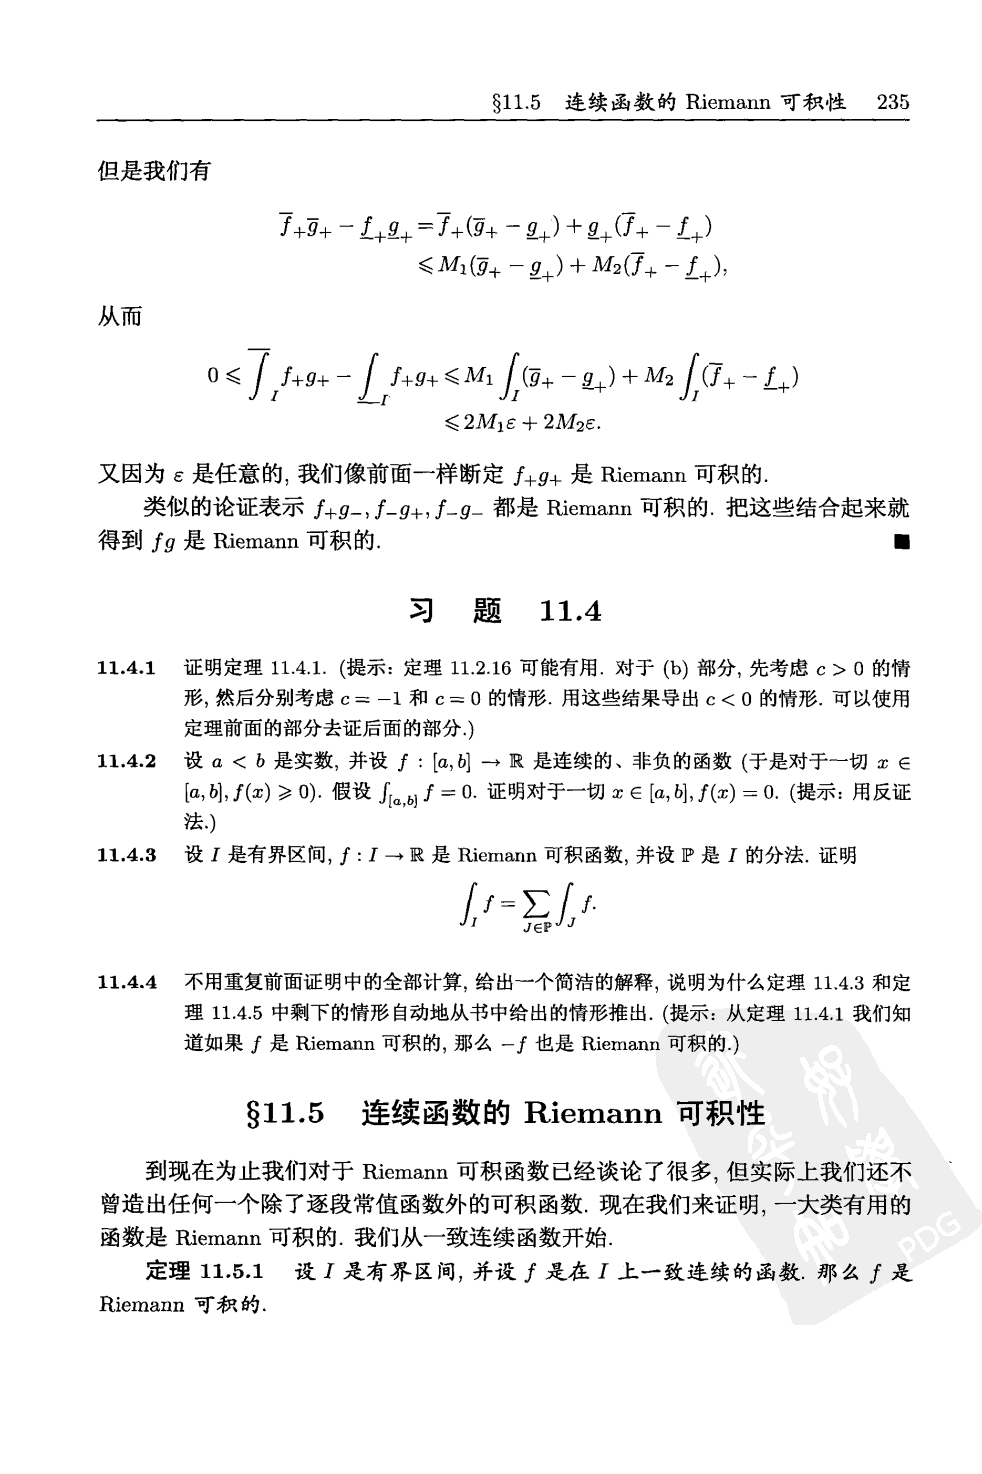 §11.5 连续函数的 Riemann 可积性 235
但是我们有
$\overline{f}_+\overline{g}_+ - \underline{f}_+\underline{g}_+ = \overline{f}_+(\overline{g}_+ - \underline{g}_+) + \underline{g}_+(\overline{f}_+ - \underline{f}_+)$
$\leqslant M_1(\overline{g}_+ - \underline{g}_+) + M_2(\overline{f}_+ - \underline{f}_+),$
从而
$0 \leqslant \overline{\int}_I f_+g_+ - \underline{\int}_I f_+g_+ \leqslant M_1 \int_I (\overline{g}_+ - \underline{g}_+) + M_2 \int_I (\overline{f}_+ - \underline{f}_+)$
$\leqslant 2M_1\varepsilon + 2M_2\varepsilon.$
又因为 ε 是任意的, 我们像前面一样断定 $f_+g_+$ 是 Riemann 可积的.
类似的论证表示 $f_+g_-, f_-g_+, f_-g_-$ 都是 Riemann 可积的. 把这些结合起来就
得到 $fg$ 是 Riemann 可积的. ■
习 题 11.4
11.4.1 证明定理 11.4.1. (提示: 定理 11.2.16 可能有用. 对于 (b) 部分, 先考虑 c > 0 的情
形, 然后分别考虑 c = −1 和 c = 0 的情形. 用这些结果导出 c < 0 的情形. 可以使用
定理前面的部分去证后面的部分.)
11.4.2 设 a < b 是实数, 并设 f : [a, b] → ℝ 是连续的、非负的函数 (于是对于一切 x ∈
[a, b], f(x) ⩾ 0). 假设 $\int_{[a,b]} f = 0$. 证明对于一切 x ∈ [a, b], f(x) = 0. (提示: 用反证
法.)
11.4.3 设 I 是有界区间, f : I → ℝ 是 Riemann 可积函数, 并设 ℙ 是 I 的分法. 证明
$\int_I f = \sum_{J \in \mathbb{P}} \int_J f.$
11.4.4 不用重复前面证明中的全部计算, 给出一个简洁的解释, 说明为什么定理 11.4.3 和定
理 11.4.5 中剩下的情形自动地从书中给出的情形推出. (提示: 从定理 11.4.1 我们知
道如果 f 是 Riemann 可积的, 那么 −f 也是 Riemann 可积的.)
§11.5 连续函数的 Riemann 可积性
到现在为止我们对于 Riemann 可积函数已经谈论了很多, 但实际上我们还不
曾造出任何一个除了逐段常值函数外的可积函数. 现在我们来证明, 一大类有用的
函数是 Riemann 可积的. 我们从一致连续函数开始.
定理 11.5.1 设 I 是有界区间, 并设 f 是在 I 上一致连续的函数. 那么 f 是
Riemann 可积的.
PDG